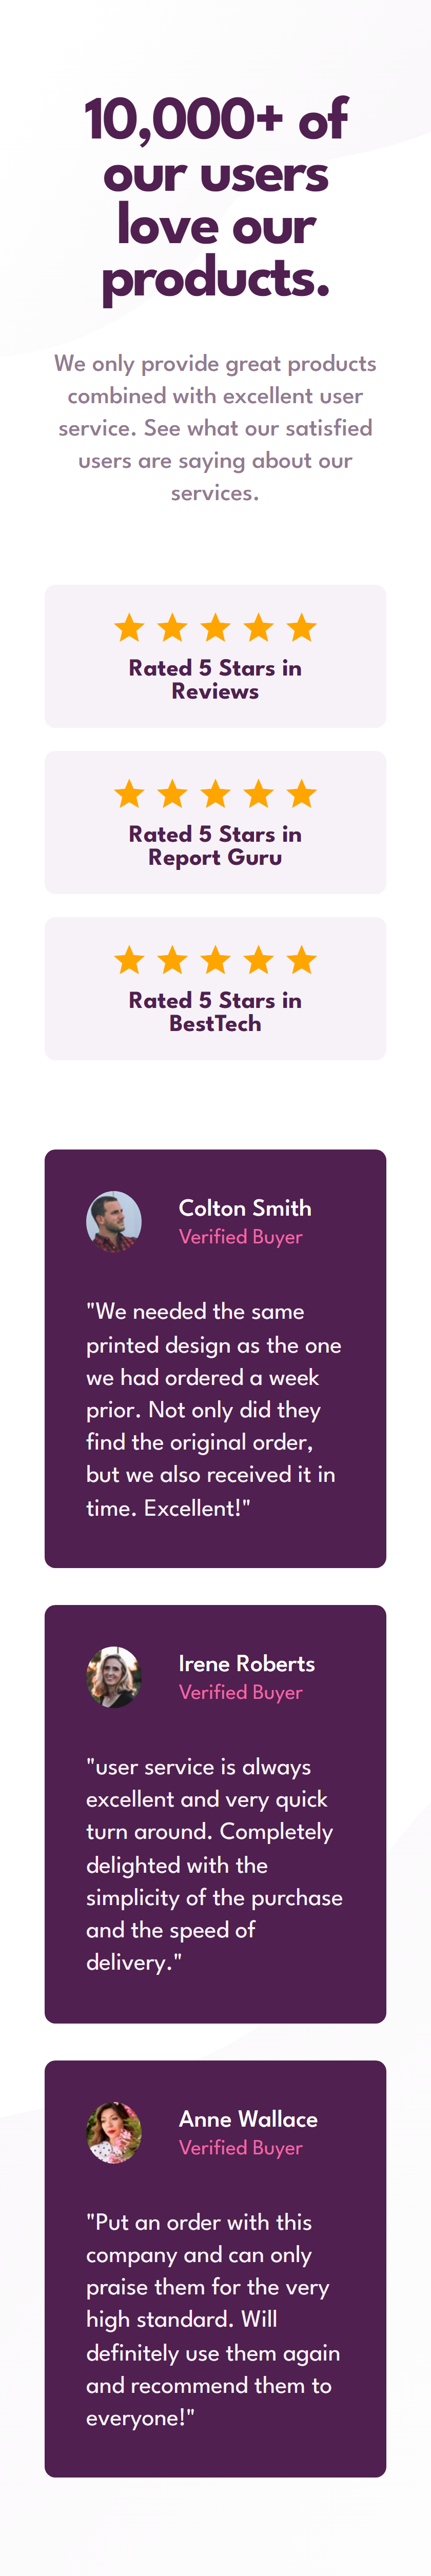 10,000+ of
our users
love our
products.
We only provide great products
combined with excellent user
service. See what our satisfied
users are saying about our
services.
Rated 5 Stars in
Reviews
Rated 5 Stars in
Report Guru
Rated 5 Stars in
BestTech
Colton Smith
Verified Buyer
"We needed the same
printed design as the one
we had ordered a week
prior. Not only did they
find the original order,
but we also received it in
time. Excellent!"
Irene Roberts
Verified Buyer
"user service is always
excellent and very quick
turn around. Completely
delighted with the
simplicity of the purchase
and the speed of
delivery."
Anne Wallace
Verified Buyer
"Put an order with this
company and can only
praise them for the very
high standard. Will
definitely use them again
and recommend them to
everyone!"